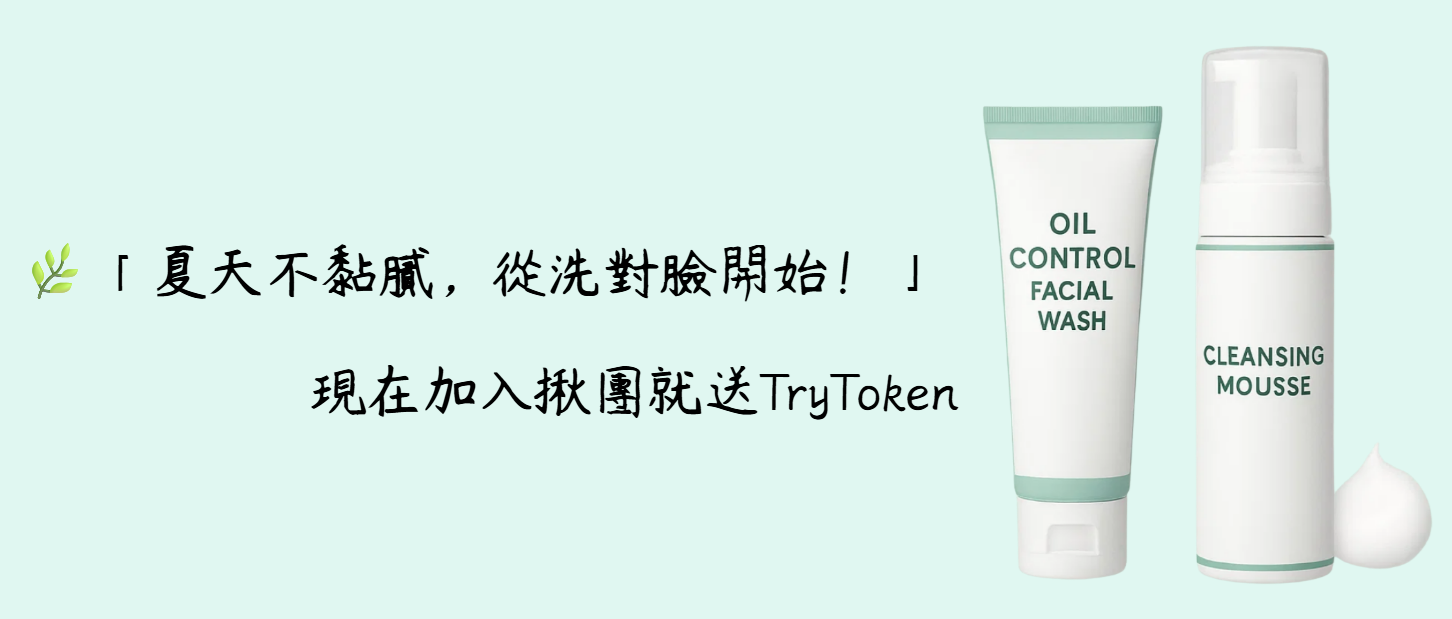 🌿「夏天不黏膩，從洗對臉開始！」
現在加入揪團就送TryToken
OIL
CONTROL
FACIAL
WASH
CLEANSING
MOUSSE